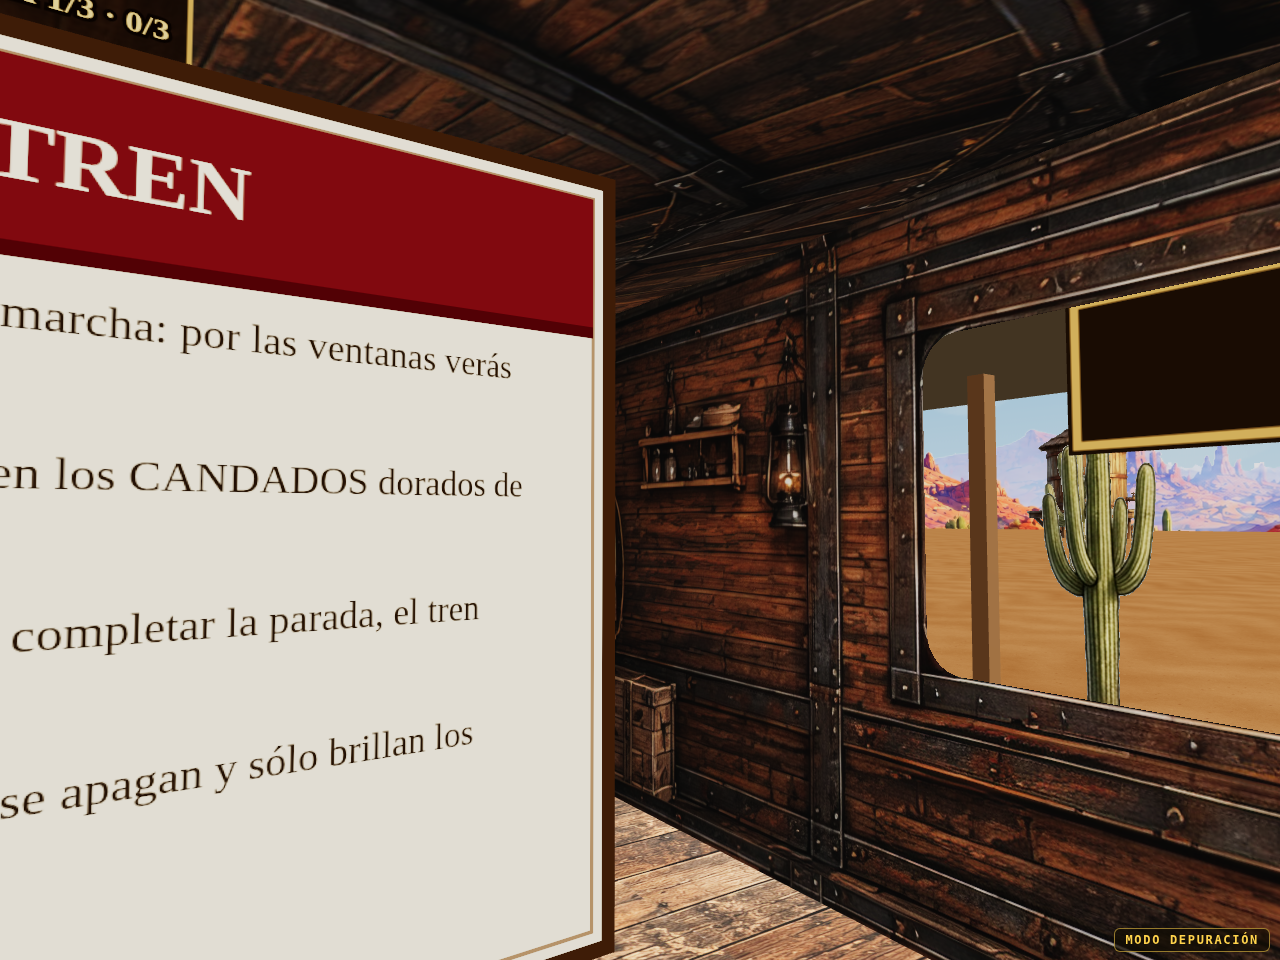 1/3 · 0/3
TREN
marcha: por las ventanas verás
en los CANDADOS dorados de
completar la parada, el tren
se apagan y sólo brillan los
MODO DEPURACIÓN